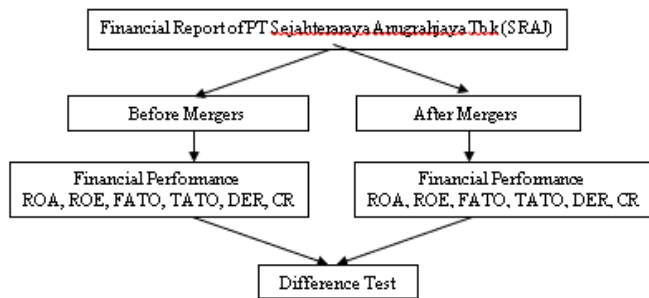 Financial Report of PT Sejahteraraya Anugrahjaya Tbk (SRAJ)
Before Mergers
After Mergers
Financial Performance
ROA, ROE, FATO, TATO, DER, CR
Financial Performance
ROA, ROE, FATO, TATO, DER, CR
Difference Test